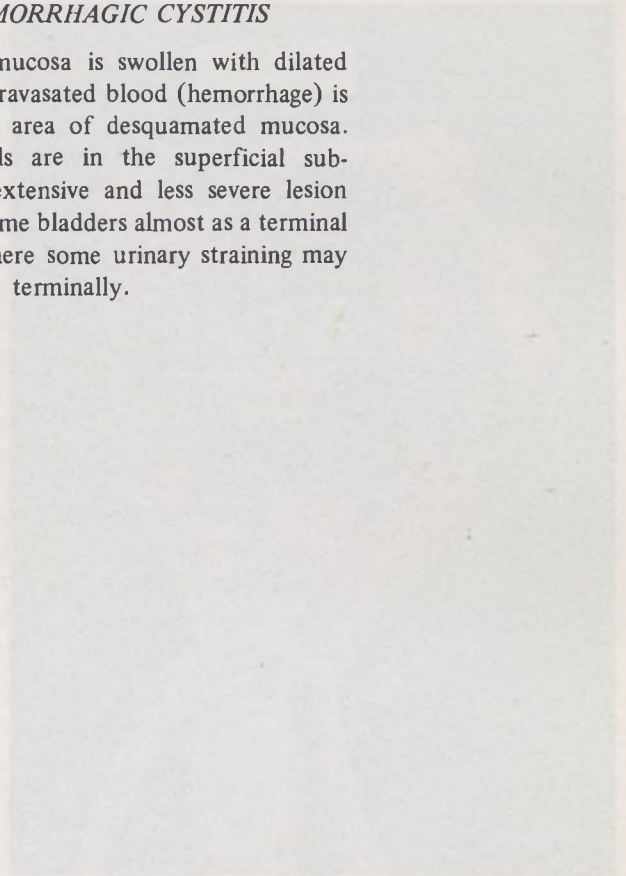 MORRHAGIC CYSTITIS
mucosa is swollen with dilated
ravasated blood (hemorrhage) is
area of desquamated mucosa.
ls are in the superficial sub-
extensive and less severe lesion
me bladders almost as a terminal
here some urinary straining may
terminally.